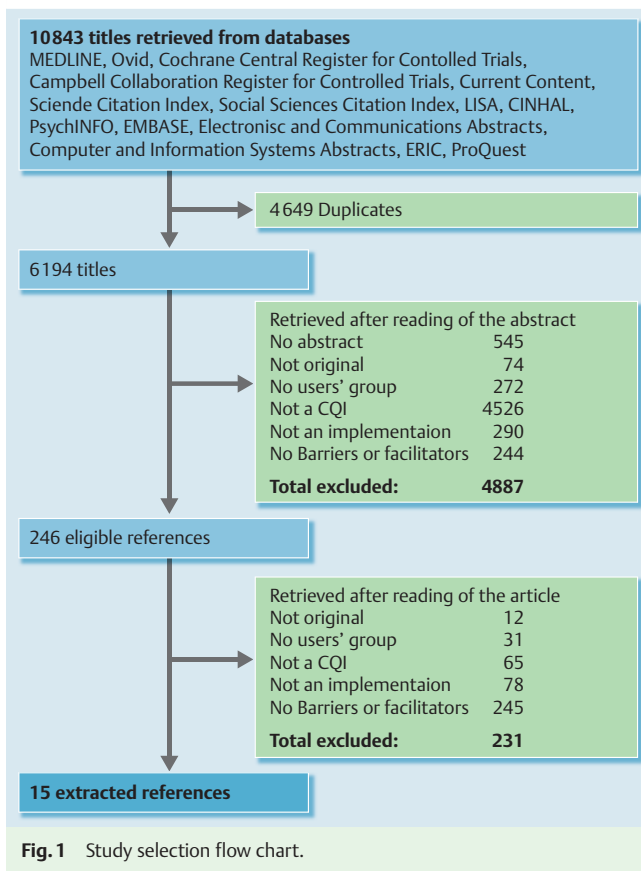 10843 titles retrieved from databases
MEDLINE, Ovid, Cochrane Central Register for Contolled Trials,
Campbell Collaboration Register for Controlled Trials, Current Content,
Sciende Citation Index, Social Sciences Citation Index, LISA, CINHAL,
PsychINFO, EMBASE, Electronisc and Communications Abstracts,
Computer and Information Systems Abstracts, ERIC, ProQuest
4649 Duplicates
6194 titles
Retrieved after reading of the abstract
No abstract 545
Not original 74
No users' group 272
Not a CQI 4526
Not an implementaion 290
No Barriers or facilitators 244
Total excluded: 4887
246 eligible references
Retrieved after reading of the article
Not original 12
No users' group 31
Not a CQI 65
Not an implementaion 78
No Barriers or facilitators 245
Total excluded: 231
15 extracted references
Fig. 1 Study selection flow chart.